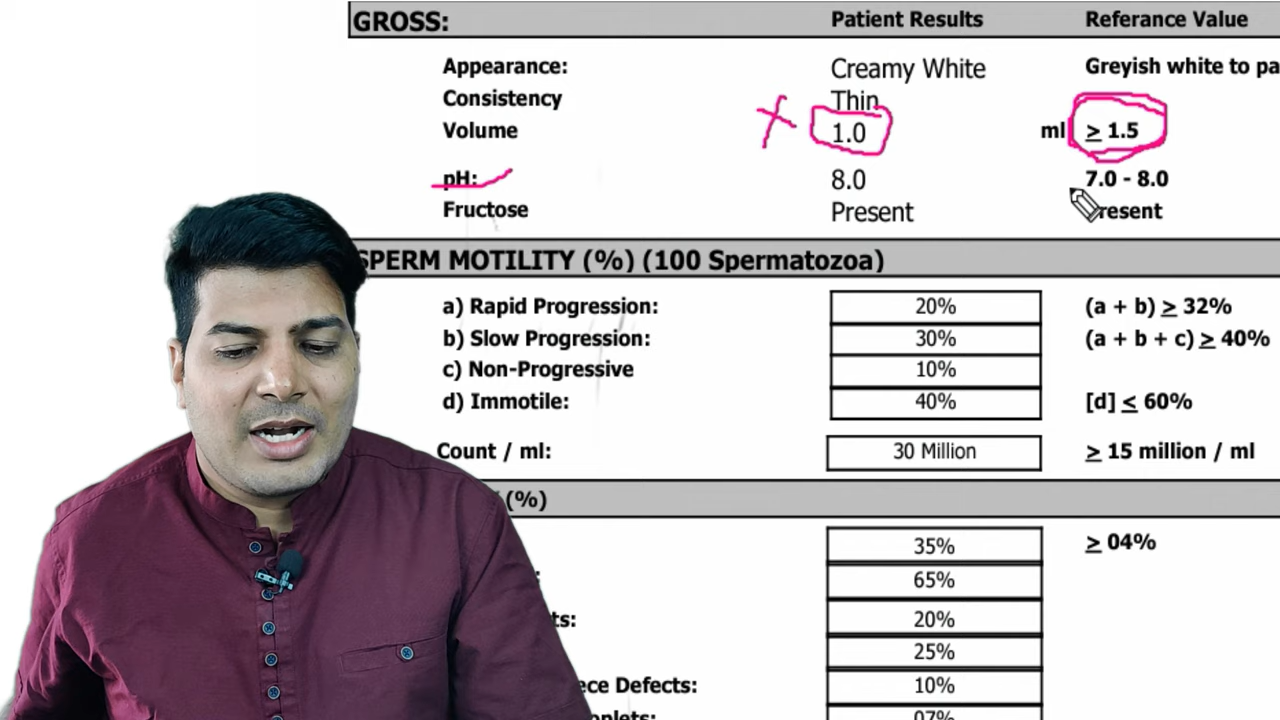 GROSS: Patient Results Referance Value
Appearance: Creamy White Greyish white to pa
Consistency Thin
Volume 1.0 ml ≥ 1.5
pH: 8.0 7.0 - 8.0
Fructose Present resent
SPERM MOTILITY (%) (100 Spermatozoa)
a) Rapid Progression: 20% (a + b) ≥ 32%
b) Slow Progression: 30% (a + b + c) ≥ 40%
c) Non-Progressive 10%
d) Immotile: 40% [d] ≤ 60%
Count / ml: 30 Million ≥ 15 million / ml
(%)
35% ≥ 04%
65%
ts: 20%
25%
ece Defects: 10%
plets: 07%